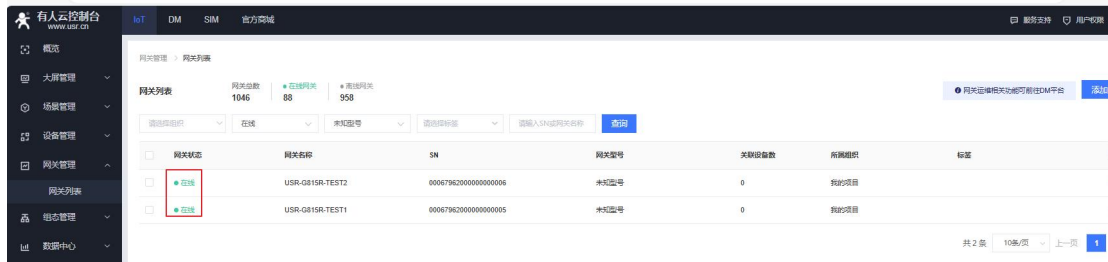 有人云控制台
www.usr.cn
IoT DM SIM 官方商城
服务支持 用户权限
概览
大屏管理
场景管理
设备管理
网关管理
网关列表
组态管理
数据中心
网关管理 > 网关列表
网关列表
网关总数 在线网关 离线网关
1046 88 958
网关运维相关功能可前往DM平台 添加
请选择组织 在线 未知型号 请选择标签 请输入SN或网关名称 查询
网关状态 网关名称 SN 网关型号 关联设备数 所属组织 标签
在线 USR-G815R-TEST2 00067962000000000006 未知型号 0 我的项目
在线 USR-G815R-TEST1 00067962000000000005 未知型号 0 我的项目
共 2 条 10条/页 上一页 1